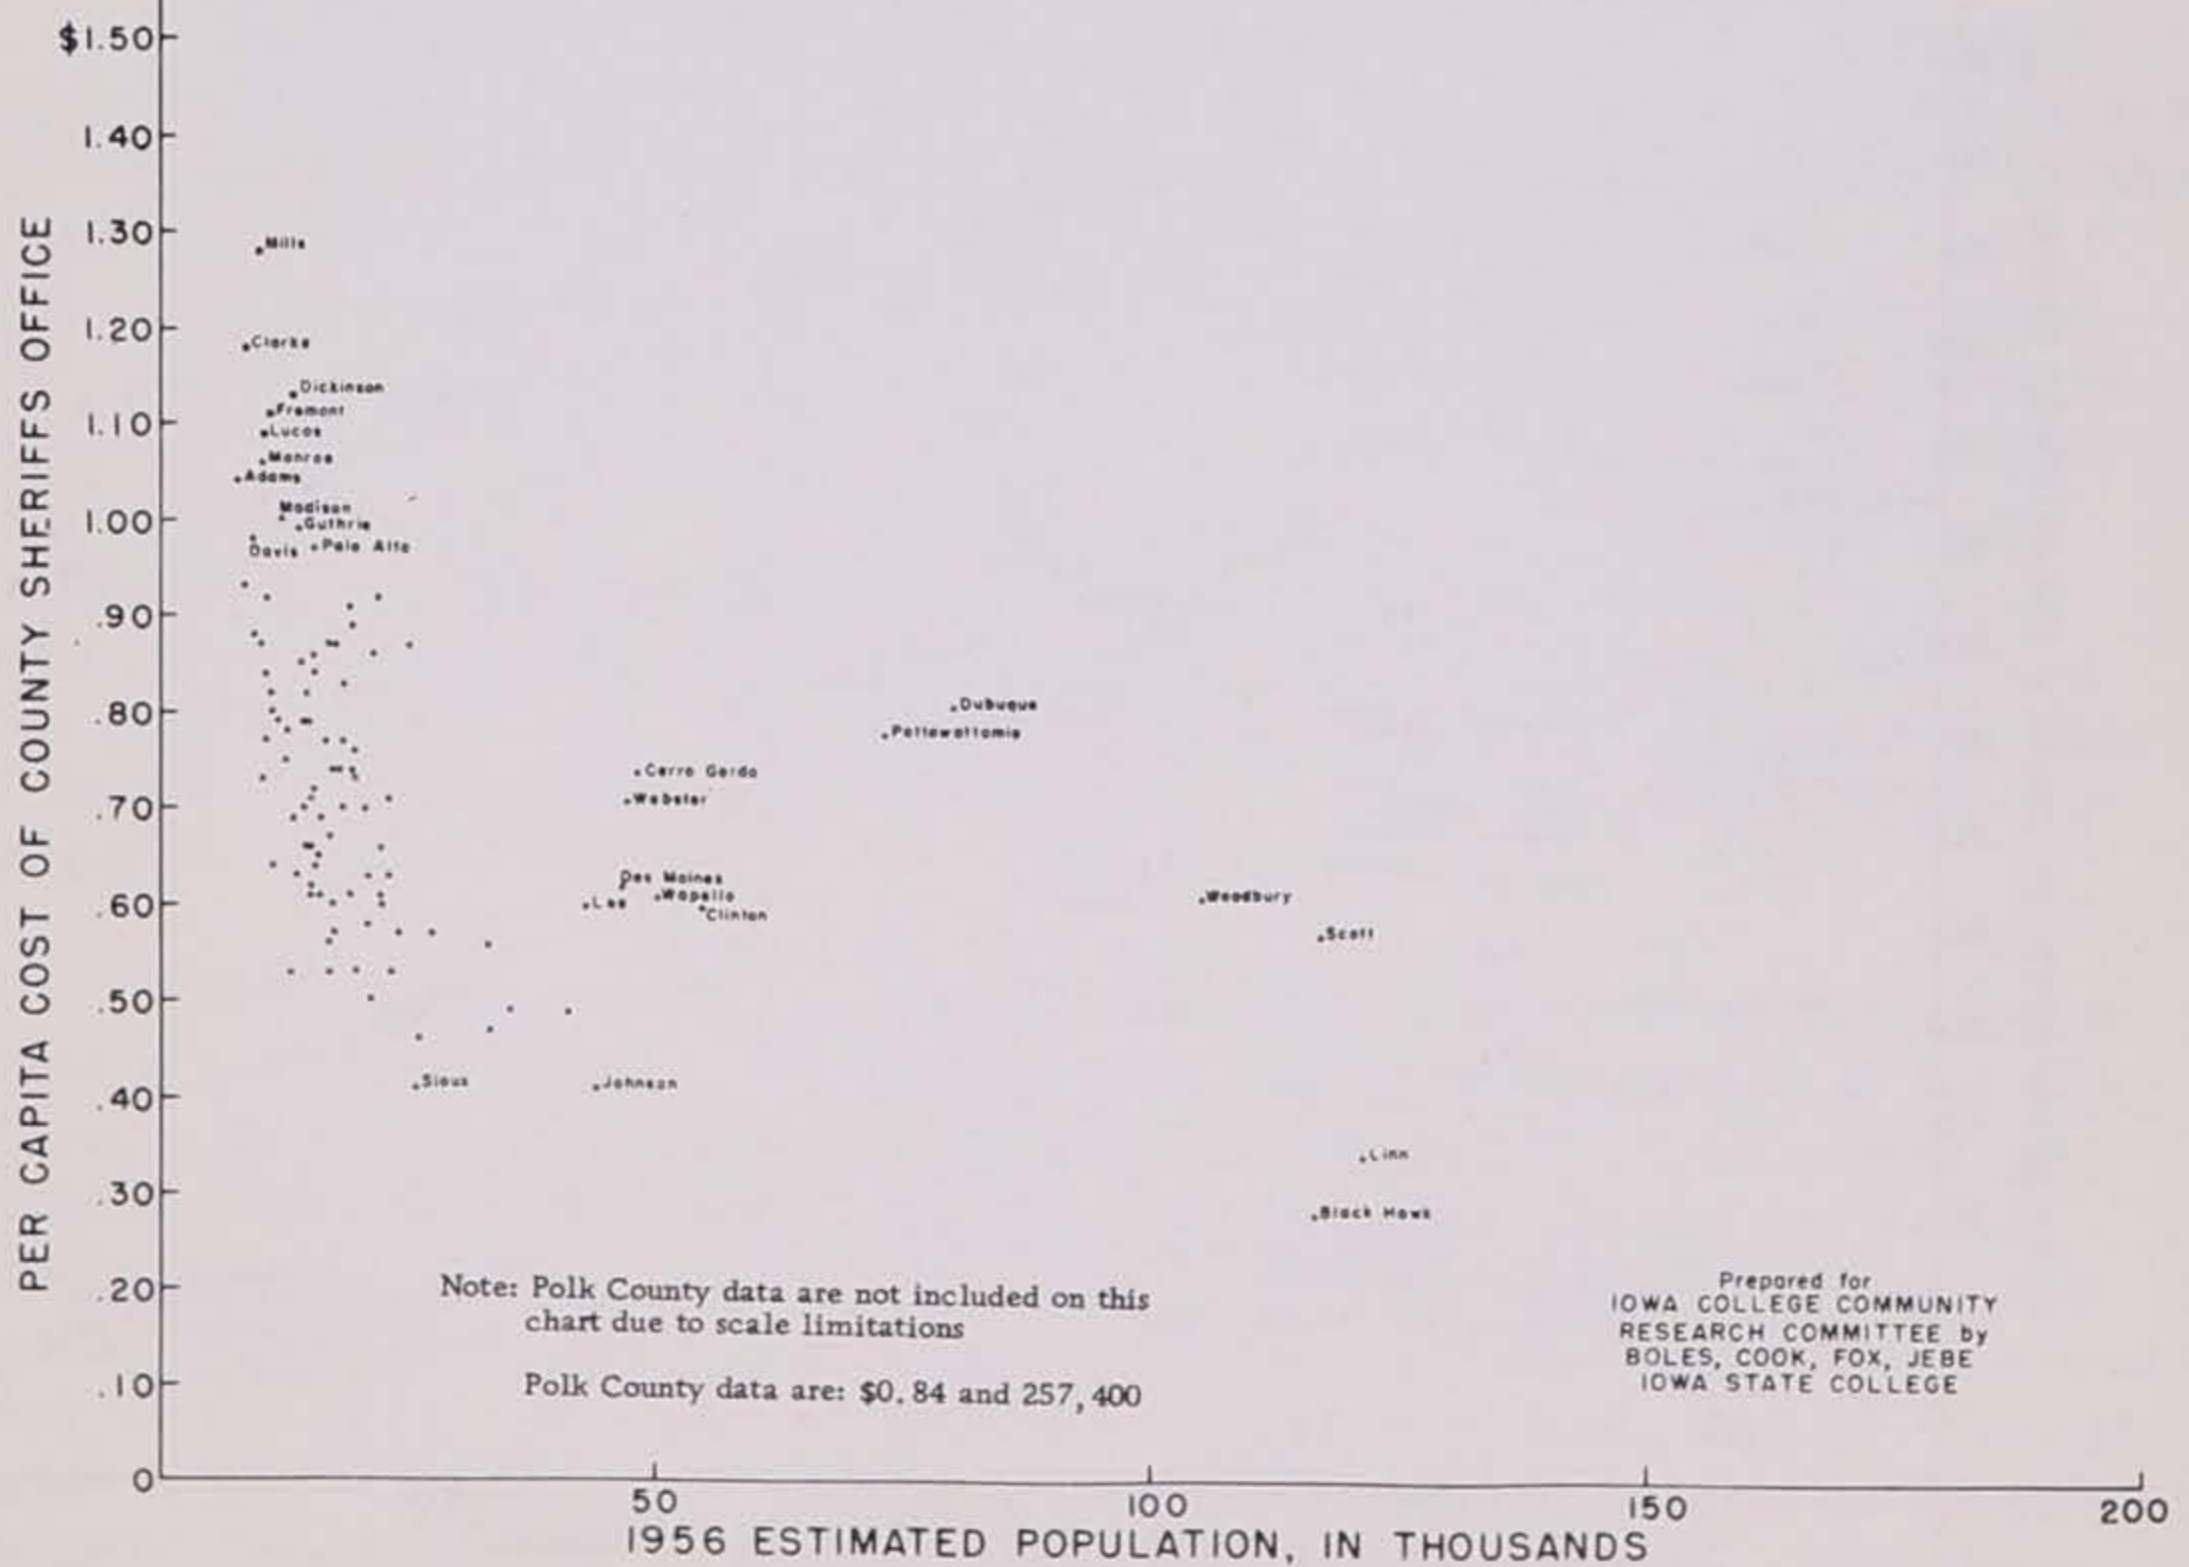 PER CAPITA COST OF COUNTY SHERIFFS OFFICE
$1.50
1.40
1.30
1.20
1.10
1.00
.90
.80
.70
.60
.50
.40
.30
.20
.10
0
Mills
Clarke
Dickinson
Fremont
Lucas
Monroe
Adams
Madison
Guthrie
Davis
Palo Alto
Dubuque
Pottawattamie
Cerro Gordo
Webster
Des Moines
Wapello
Lee
Clinton
Woodbury
Scott
Sioux
Johnson
Linn
Black Hawk
Note: Polk County data are not included on this
chart due to scale limitations
Polk County data are: $0.84 and 257,400
Prepared for
IOWA COLLEGE COMMUNITY
RESEARCH COMMITTEE by
BOLES, COOK, FOX, JEBE
IOWA STATE COLLEGE
50
100
150
200
1956 ESTIMATED POPULATION, IN THOUSANDS